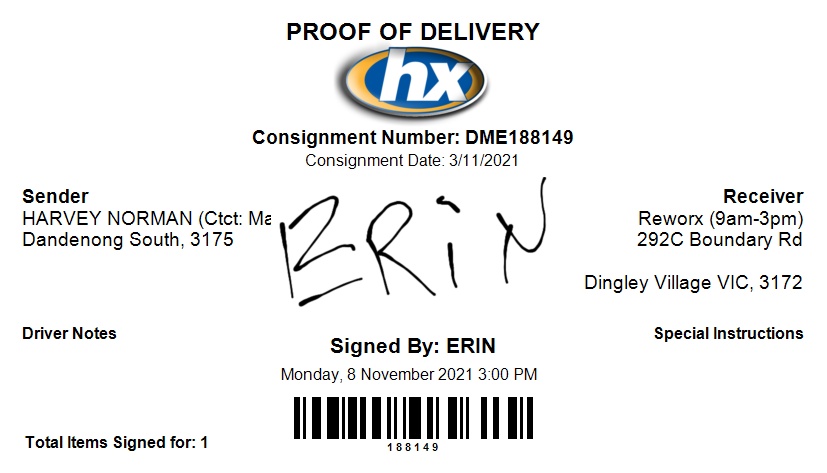 PROOF OF DELIVERY
hx
Consignment Number: DME188149
Consignment Date: 3/11/2021
Sender
HARVEY NORMAN (Ctct: Ma
Dandenong South, 3175
ERiN
Receiver
Reworx (9am-3pm)
292C Boundary Rd
Dingley Village VIC, 3172
Driver Notes
Special Instructions
Signed By: ERIN
Monday, 8 November 2021 3:00 PM
188149
Total Items Signed for: 1